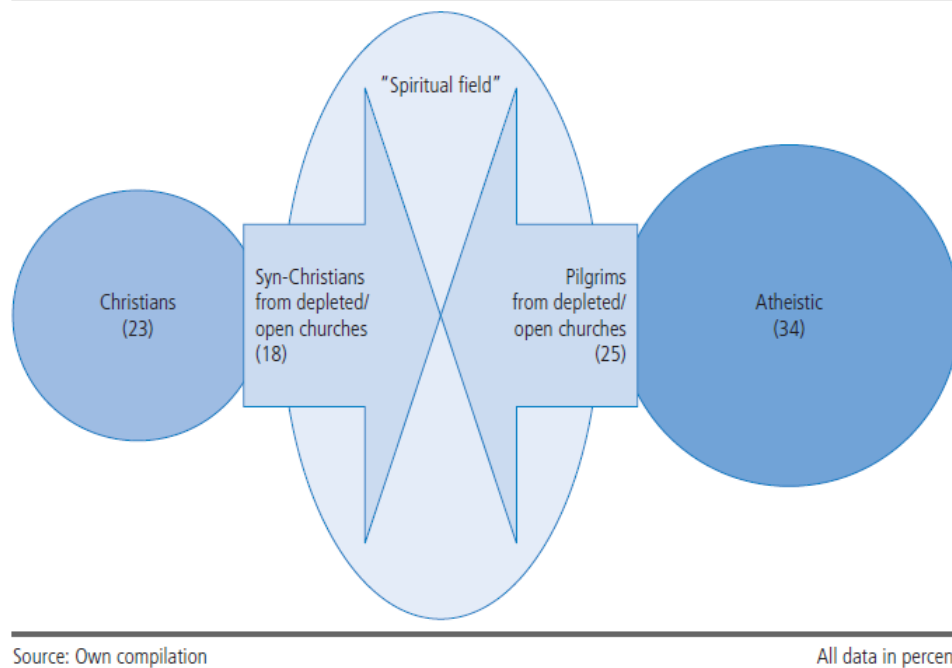 “Spiritual field”
Christians
(23)
Syn-Christians
from depleted/
open churches
(18)
Pilgrims
from depleted/
open churches
(25)
Atheistic
(34)
Source: Own compilation
All data in percen